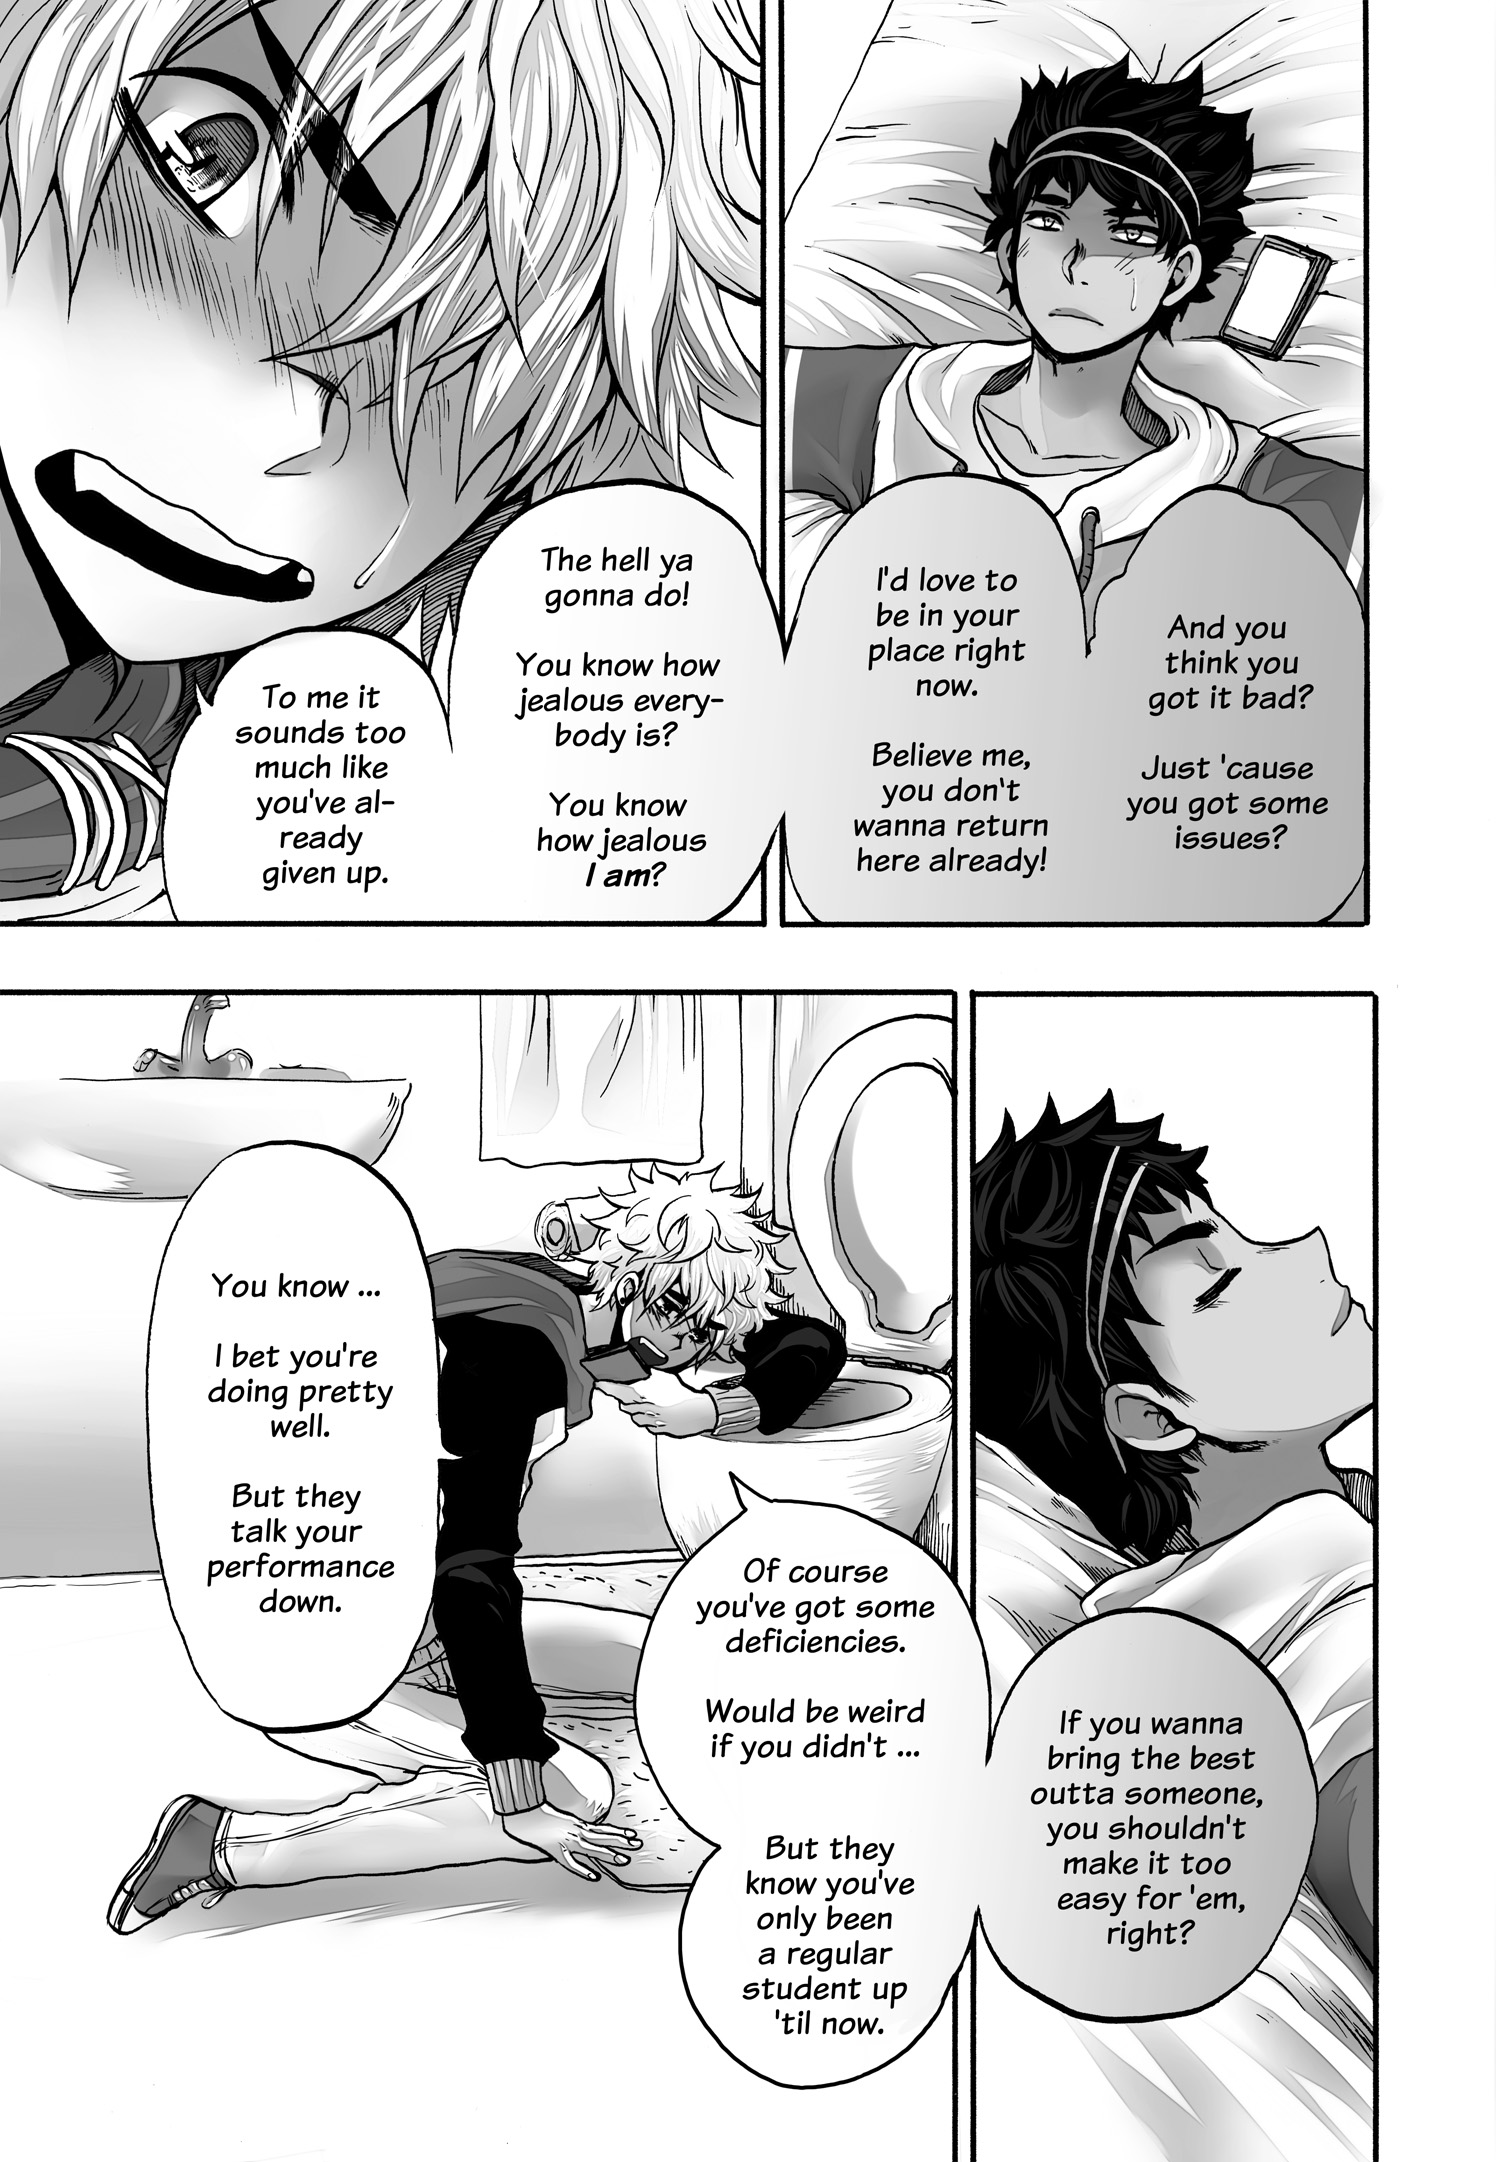 To me it
sounds too
much like
you've al-
ready
given up.
The hell ya
gonna do!
You know how
jealous every-
body is?
You know
how jealous
I am?
I'd love to
be in your
place right
now.
Believe me,
you don't
wanna return
here already!
And you
think you
got it bad?
Just 'cause
you got some
issues?
You know ...
I bet you're
doing pretty
well.
But they
talk your
performance
down.
Of course
you've got some
deficiencies.
Would be weird
if you didn't ...
But they
know you've
only been
a regular
student up
'til now.
If you wanna
bring the best
outta someone,
you shouldn't
make it too
easy for 'em,
right?